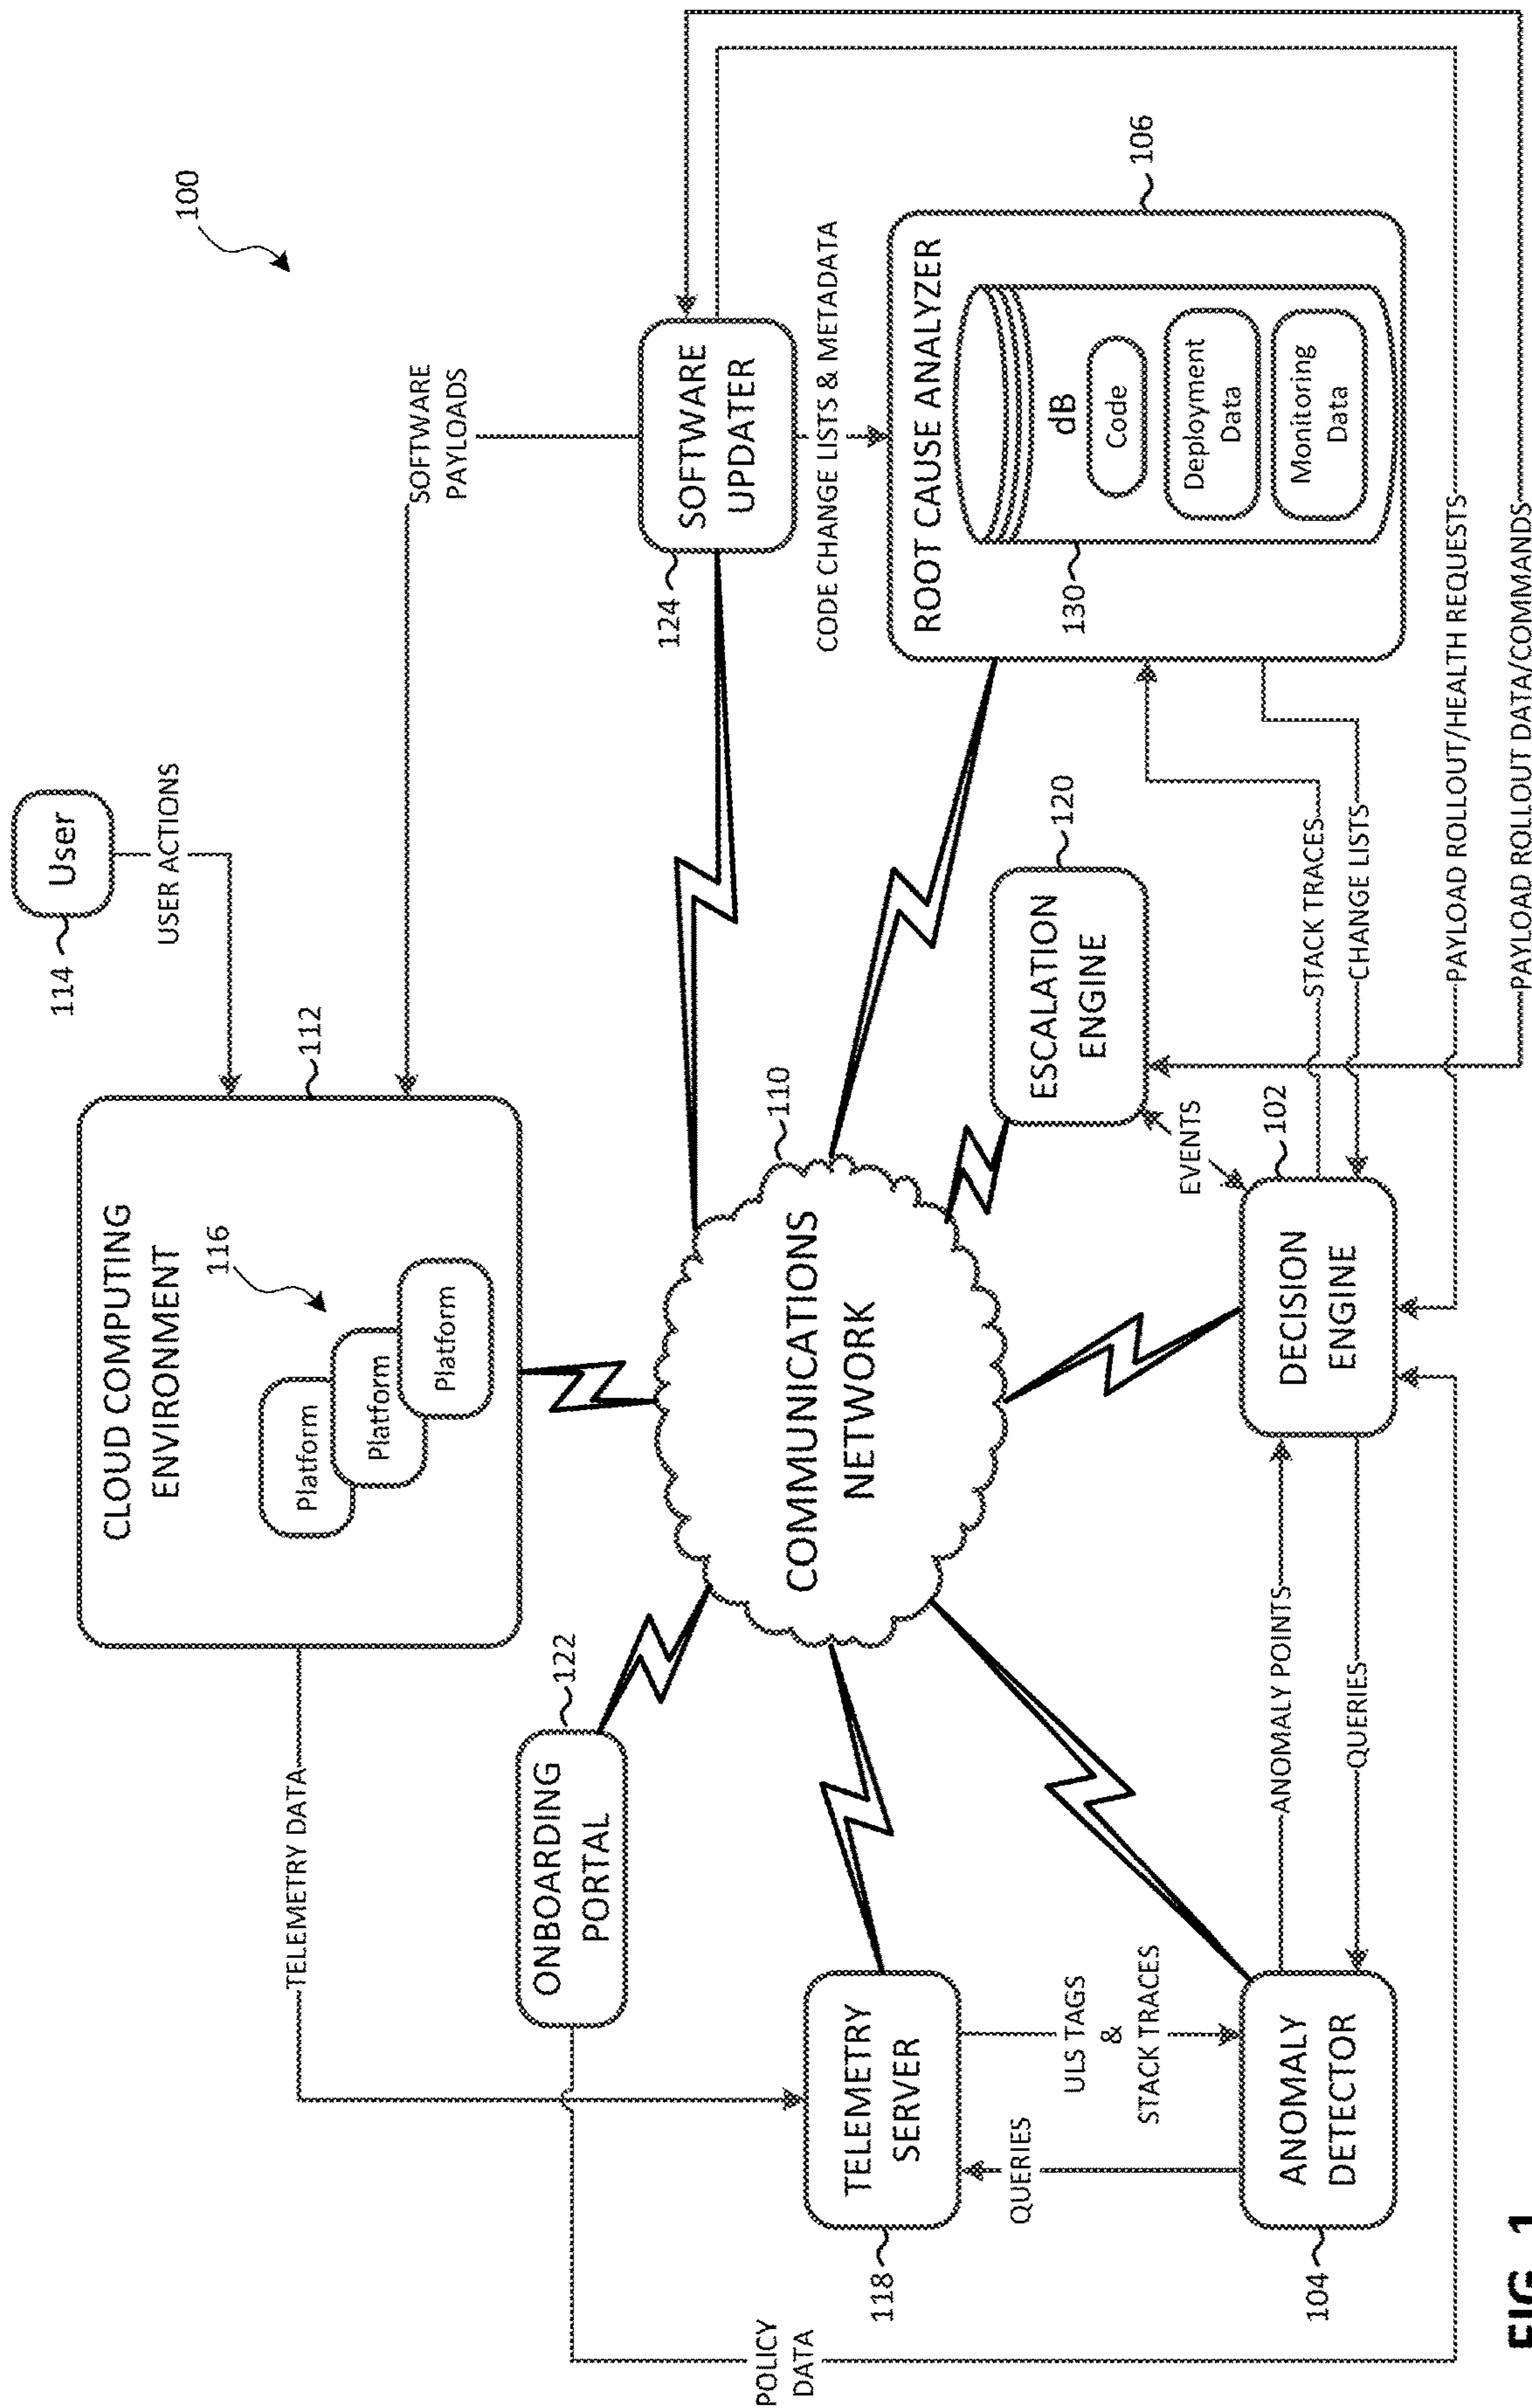 100
User
114
USER ACTIONS
CLOUD COMPUTING
ENVIRONMENT
112
116
Platform
Platform
Platform
SOFTWARE
PAYLOADS
TELEMETRY DATA
ONBOARDING
PORTAL
122
SOFTWARE
UPDATER
124
COMMUNICATIONS
NETWORK
110
CODE CHANGE LISTS & METADATA
ROOT CAUSE ANALYZER
106
dB
Code
Deployment
Data
Monitoring
Data
130
POLICY
DATA
TELEMETRY
SERVER
118
ULS TAGS
&
STACK TRACES
QUERIES
ANOMALY
DETECTOR
104
ANOMALY POINTS
QUERIES
ESCALATION
ENGINE
120
EVENTS
DECISION
ENGINE
102
STACK TRACES
CHANGE LISTS
PAYLOAD ROLLOUT/HEALTH REQUESTS
PAYLOAD ROLLOUT DATA/COMMANDS
FIG. 1